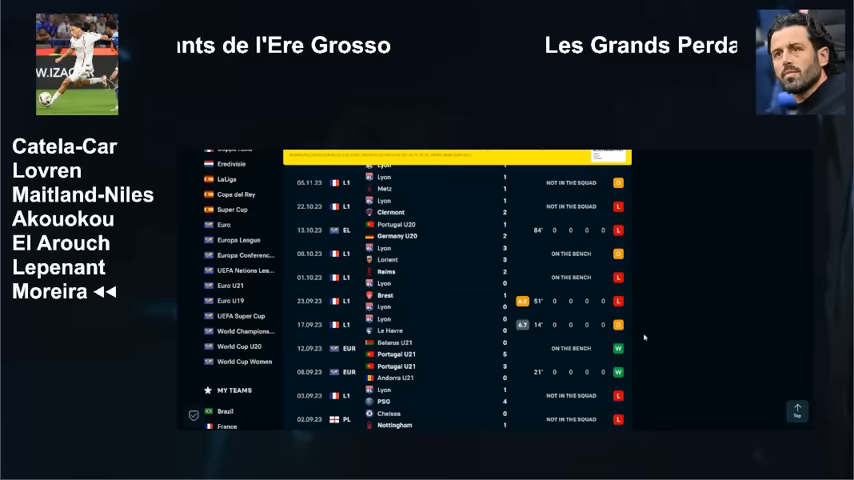 ants de l'Ere Grosso
Les Grands Perda
Catela-Car
Lovren
Maitland-Niles
Akouokou
El Arouch
Lepenant
Moreira
Eredivisie
LaLiga
Copa del Rey
Super Cup
Euro
Europa League
Europa Conferenc...
UEFA Nations Lea...
Euro U21
Euro U19
UEFA Super Cup
World Champions...
World Cup U20
World Cup Women
MY TEAMS
Brazil
France
Lyon 1
05.11.23 L1 Lyon 1 NOT IN THE SQUAD D
Metz 1
22.10.23 L1 Lyon 1 NOT IN THE SQUAD L
Clermont 2
13.10.23 EL Portugal U20 1 84' 0 0 0 0 L
Germany U20 2
08.10.23 L1 Lyon 3 ON THE BENCH D
Lorient 3
01.10.23 L1 Reims 2 ON THE BENCH L
Lyon 0
23.09.23 L1 Brest 1 6.2 51' 0 0 0 0 L
Lyon 0
17.09.23 L1 Lyon 0 6.7 14' 0 0 0 0 D
Le Havre 0
12.09.23 EUR Belarus U21 0 ON THE BENCH W
Portugal U21 5
08.09.23 EUR Portugal U21 3 21' 0 0 0 0 W
Andorra U21 0
03.09.23 L1 Lyon 1 NOT IN THE SQUAD L
PSG 4
02.09.23 PL Chelsea 0 NOT IN THE SQUAD L
Nottingham 1
Top